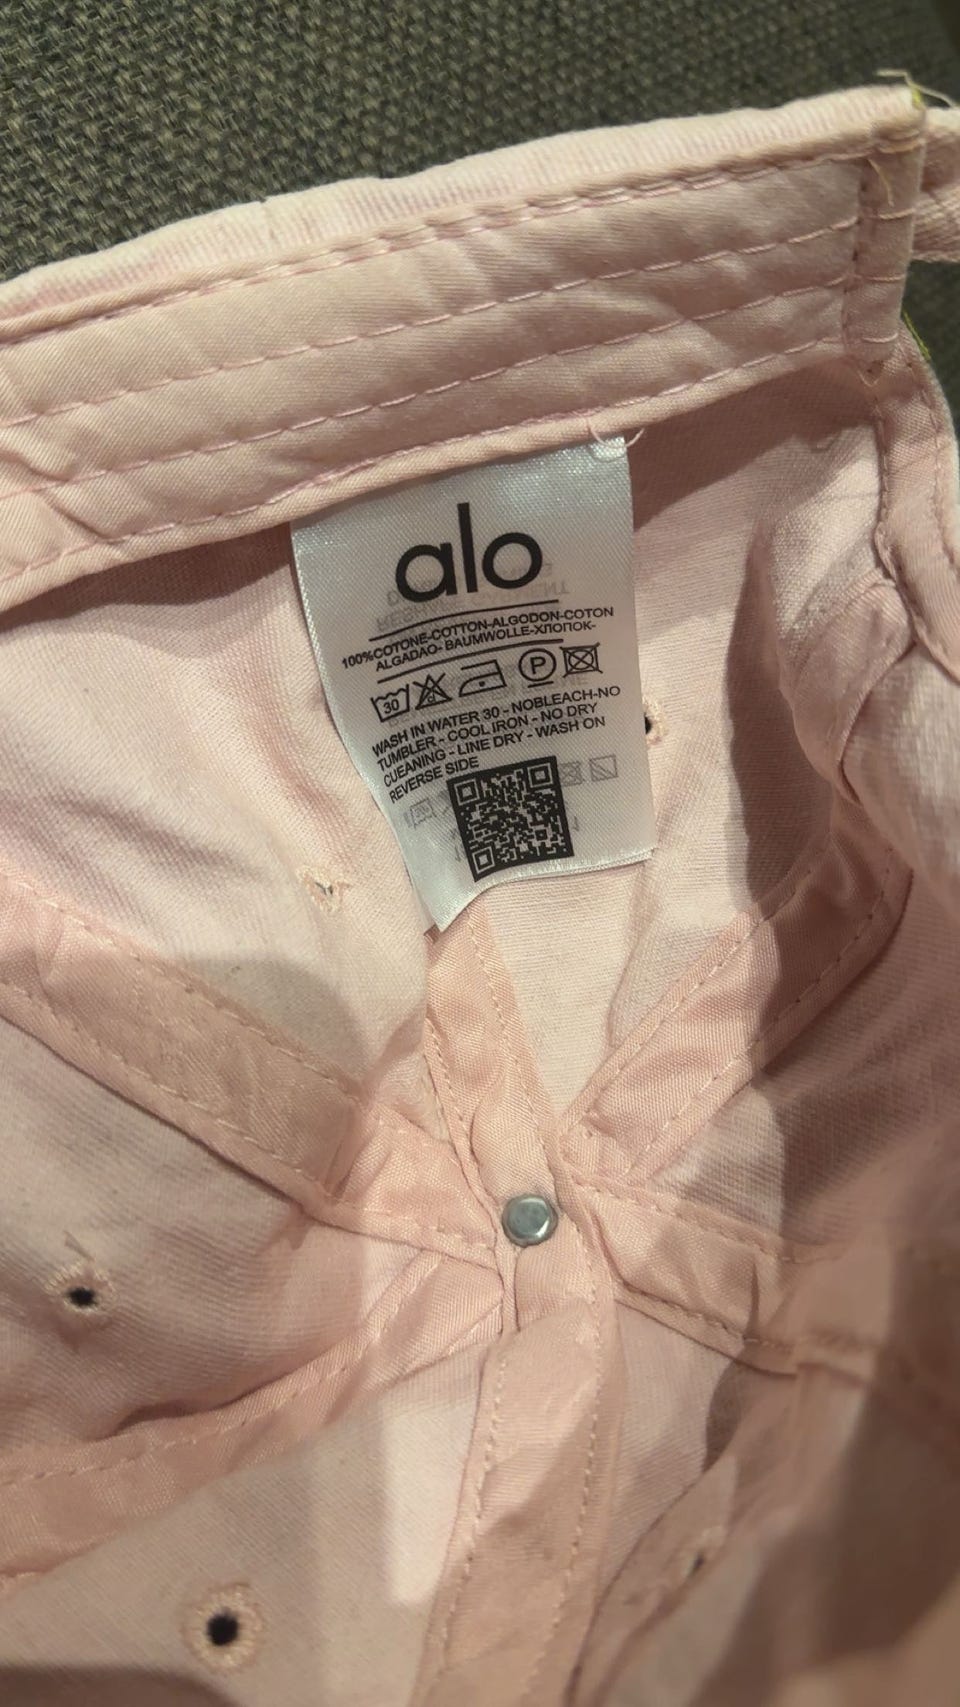 alo
100%COTONE-COTTON-ALGODON-COTON
ALGADAO- BAUMWOLLE-ХЛОПОК-
30 P
WASH IN WATER 30 - NOBLEACH-NO
TUMBLER - COOL IRON - NO DRY
CUEANING - LINE DRY - WASH ON
REVERSE SIDE